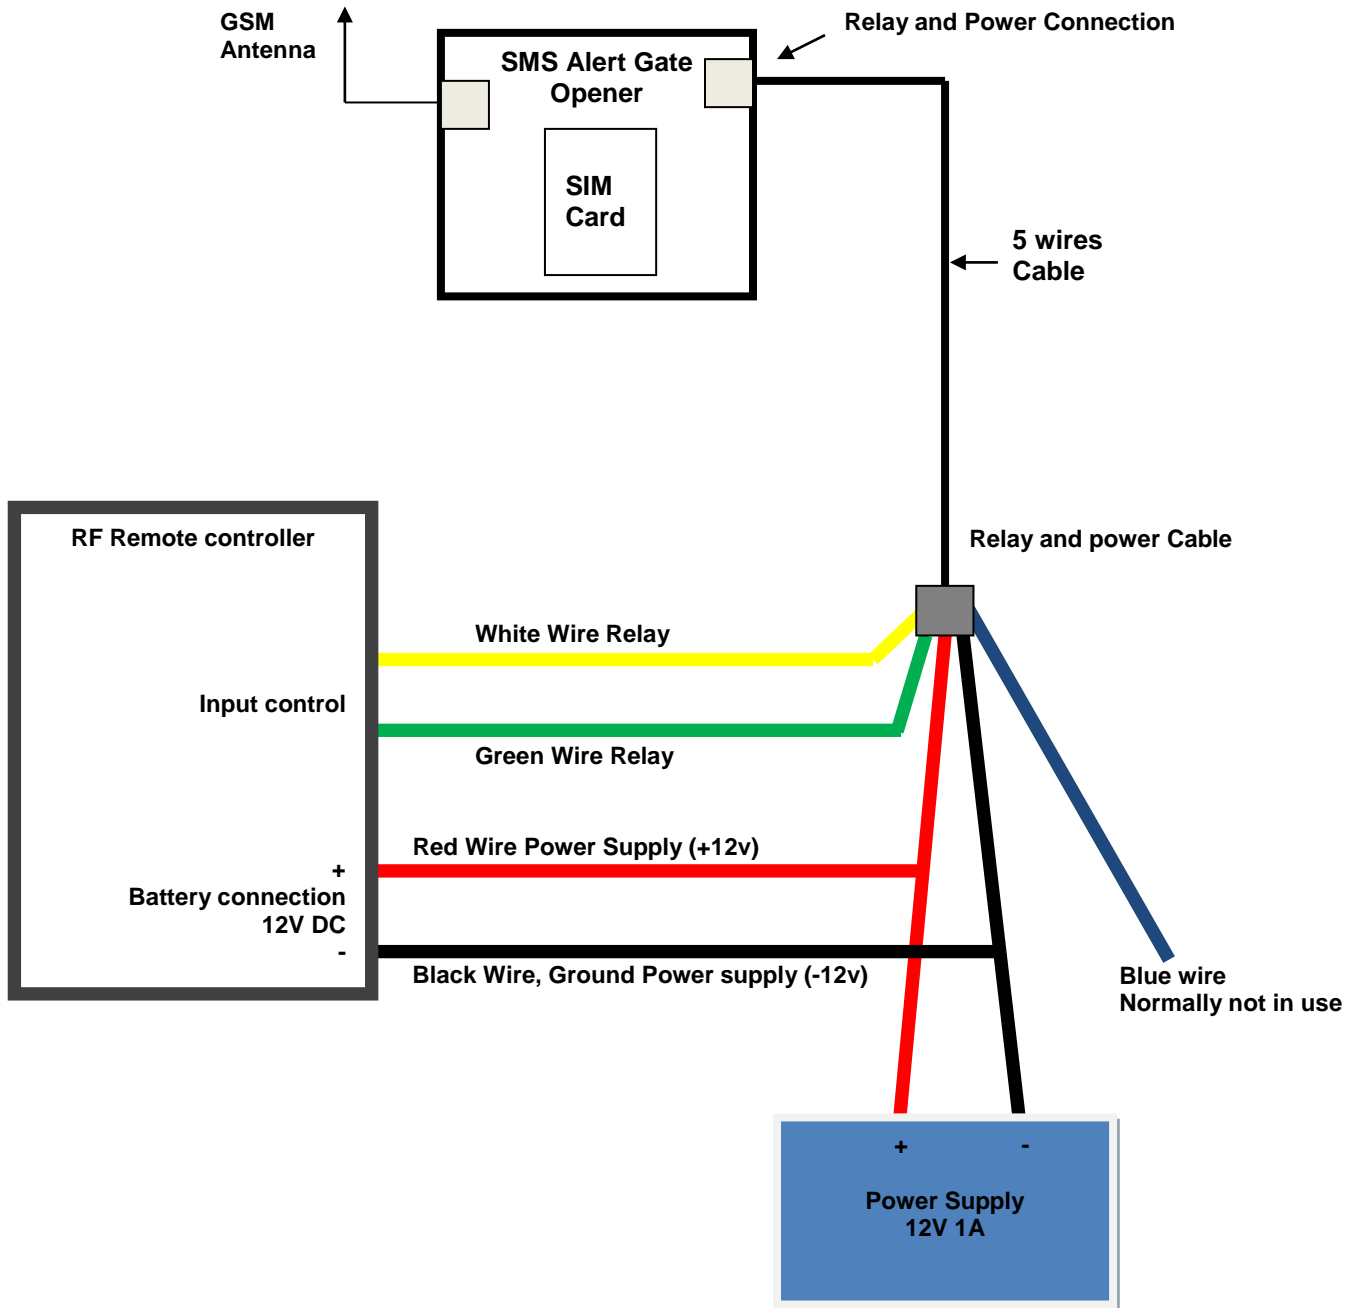 GSM
Antenna
Relay and Power Connection
SMS Alert Gate
Opener
SIM
Card
5 wires
Cable
RF Remote controller
Relay and power Cable
White Wire Relay
Input control
Green Wire Relay
Red Wire Power Supply (+12v)
+
Battery connection
12V DC
-
Black Wire, Ground Power supply (-12v)
Blue wire
Normally not in use
+ -
Power Supply
12V 1A